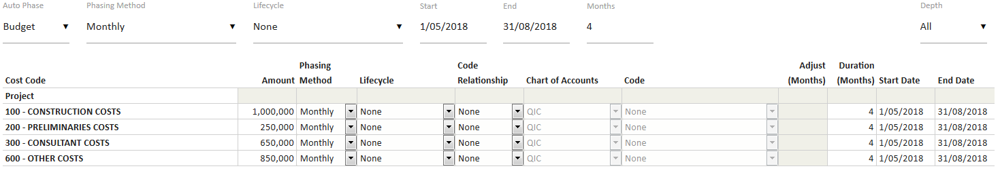 Auto Phase Phasing Method Lifecycle Start End Months Depth
Budget Monthly None 1/05/2018 31/08/2018 4 All
Phasing Code Adjust Duration
Cost Code Amount Method Lifecycle Relationship Chart of Accounts Code (Months) (Months) Start Date End Date
Project
100 - CONSTRUCTION COSTS 1,000,000 Monthly None None QIC None 4 1/05/2018 31/08/2018
200 - PRELIMINARIES COSTS 250,000 Monthly None None QIC None 4 1/05/2018 31/08/2018
300 - CONSULTANT COSTS 650,000 Monthly None None QIC None 4 1/05/2018 31/08/2018
600 - OTHER COSTS 850,000 Monthly None None QIC None 4 1/05/2018 31/08/2018